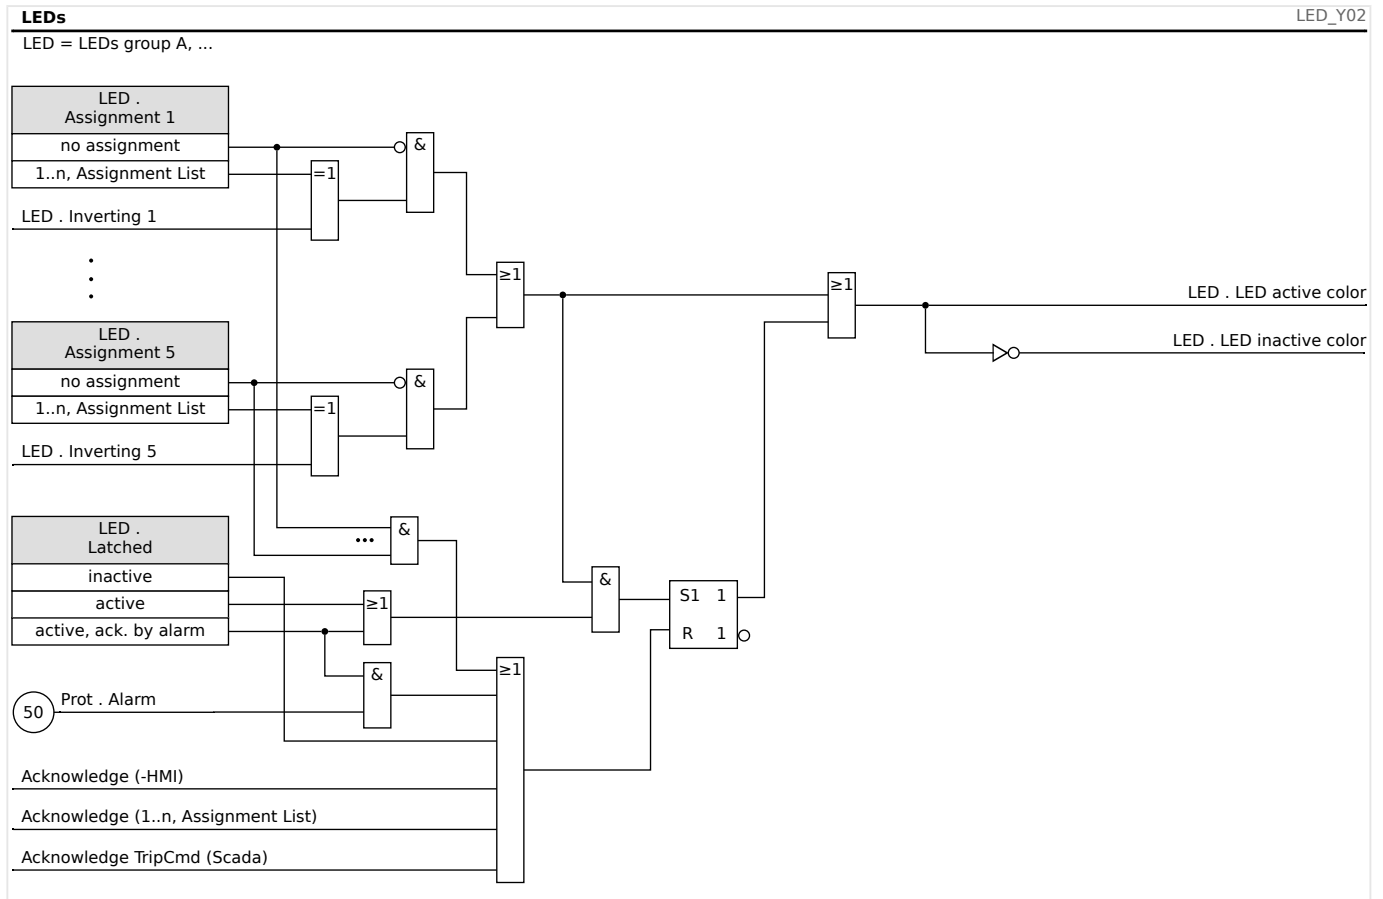 LEDs
LED_Y02
LED = LEDs group A, ...
LED .
Assignment 1
no assignment
&
1..n, Assignment List
=1
LED . Inverting 1
≥1
≥1
LED . LED active color
LED .
Assignment 5
LED . LED inactive color
no assignment
&
1..n, Assignment List
=1
LED . Inverting 5
LED .
Latched
&
...
inactive
&
active
≥1
S1 1
active, ack. by alarm
R 1
&
≥1
Prot . Alarm
50
Acknowledge (-HMI)
Acknowledge (1..n, Assignment List)
Acknowledge TripCmd (Scada)